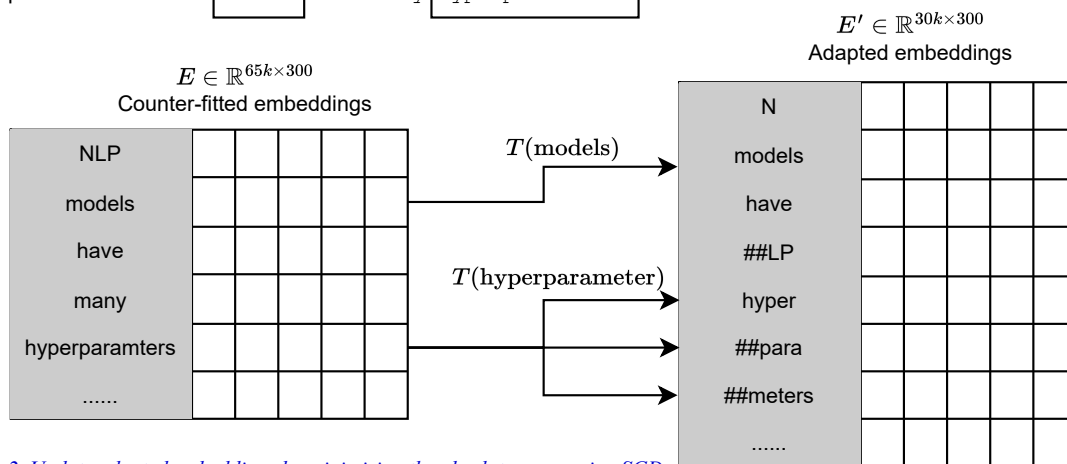 E′ ∈ ℝ^{30k×300}
Adapted embeddings
E ∈ ℝ^{65k×300}
Counter-fitted embeddings
NLP
models
have
many
hyperparamters
......
T(models)
T(hyperparameter)
N
models
have
##LP
hyper
##para
##meters
......